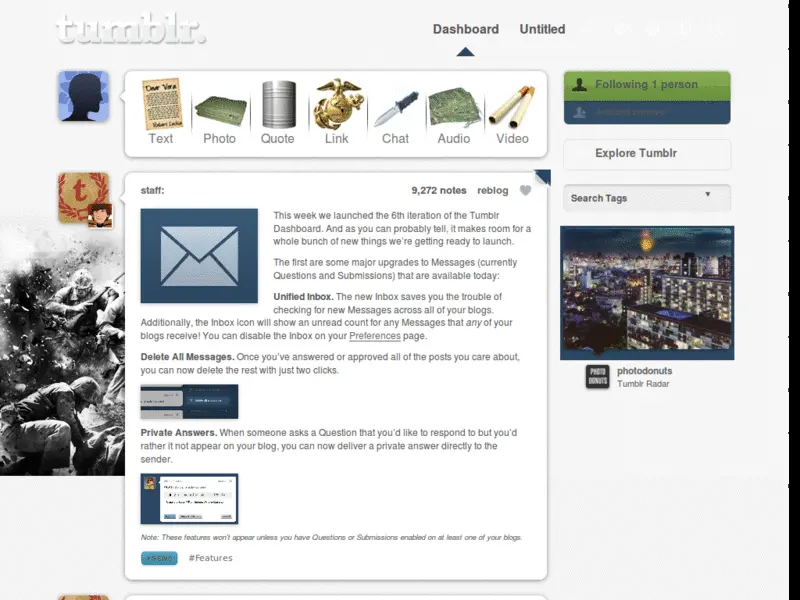 tumblr.
Dashboard Untitled
Dear Vera
Text Photo Quote Link Chat Audio Video
Following 1 person
Explore Tumblr
Search Tags
staff: 9,272 notes reblog
This week we launched the 6th iteration of the Tumblr
Dashboard. And as you can probably tell, it makes room for a
whole bunch of new things we're getting ready to launch.
The first are some major upgrades to Messages (currently
Questions and Submissions) that are available today:
Unified Inbox. The new Inbox saves you the trouble of
checking for new Messages across all of your blogs.
Additionally, the Inbox icon will show an unread count for any Messages that any of your
blogs receive! You can disable the Inbox on your Preferences page.
Delete All Messages. Once you've answered or approved all of the posts you care about,
you can now delete the rest with just two clicks.
Private Answers. When someone asks a Question that you'd like to respond to but you'd
rather it not appear on your blog, you can now deliver a private answer directly to the
sender.
Note: These features won't appear unless you have Questions or Submissions enabled on at least one of your blogs.
#Features
PHOTO
DONUTS
photodonuts
Tumblr Radar